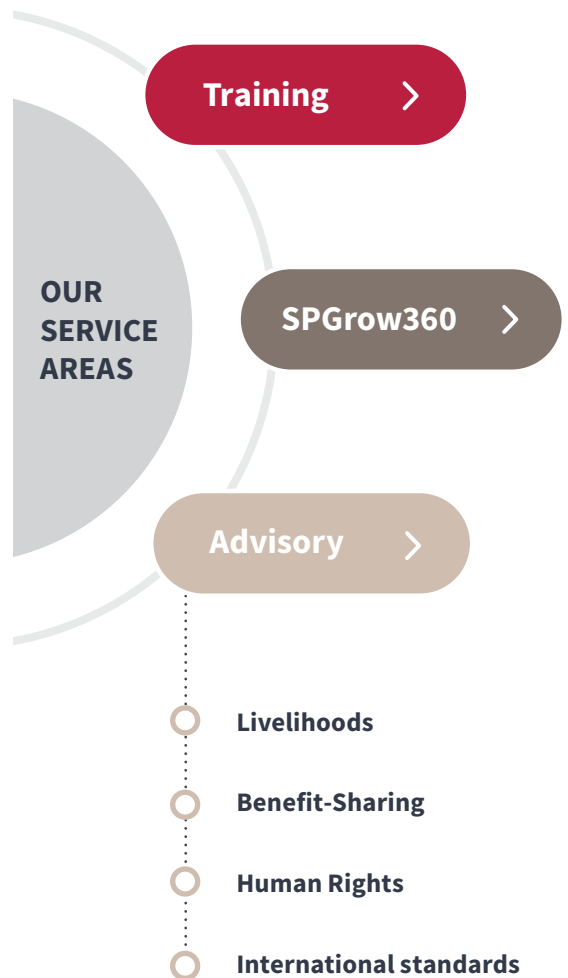 Training
OUR
SERVICE
AREAS
SPGrow360
Advisory
Livelihoods
Benefit-Sharing
Human Rights
International standards